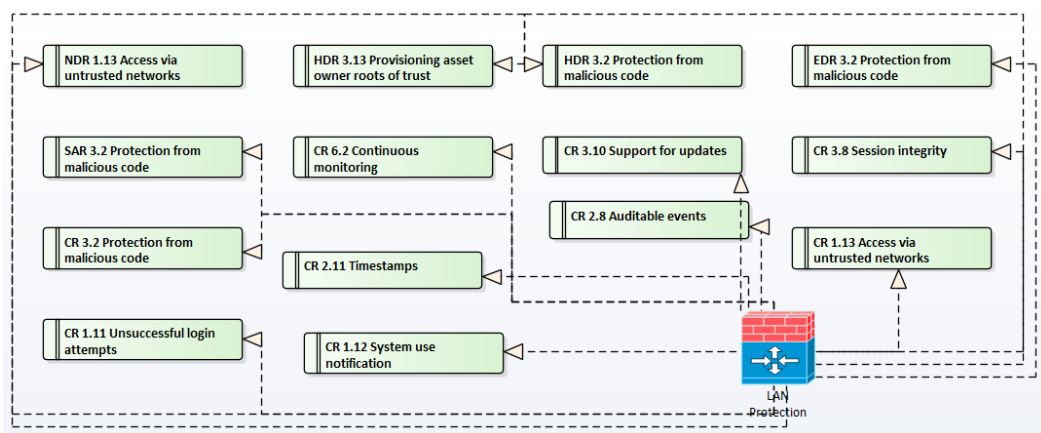 NDR 1.13 Access via
untrusted networks
HDR 3.13 Provisioning asset
owner roots of trust
HDR 3.2 Protection from
malicious code
EDR 3.2 Protection from
malicious code
SAR 3.2 Protection from
malicious code
CR 6.2 Continuous
monitoring
CR 3.10 Support for updates
CR 3.8 Session integrity
CR 2.8 Auditable events
CR 3.2 Protection from
malicious code
CR 2.11 Timestamps
CR 1.13 Access via
untrusted networks
CR 1.11 Unsuccessful login
attempts
CR 1.12 System use
notification
LAN
Protection